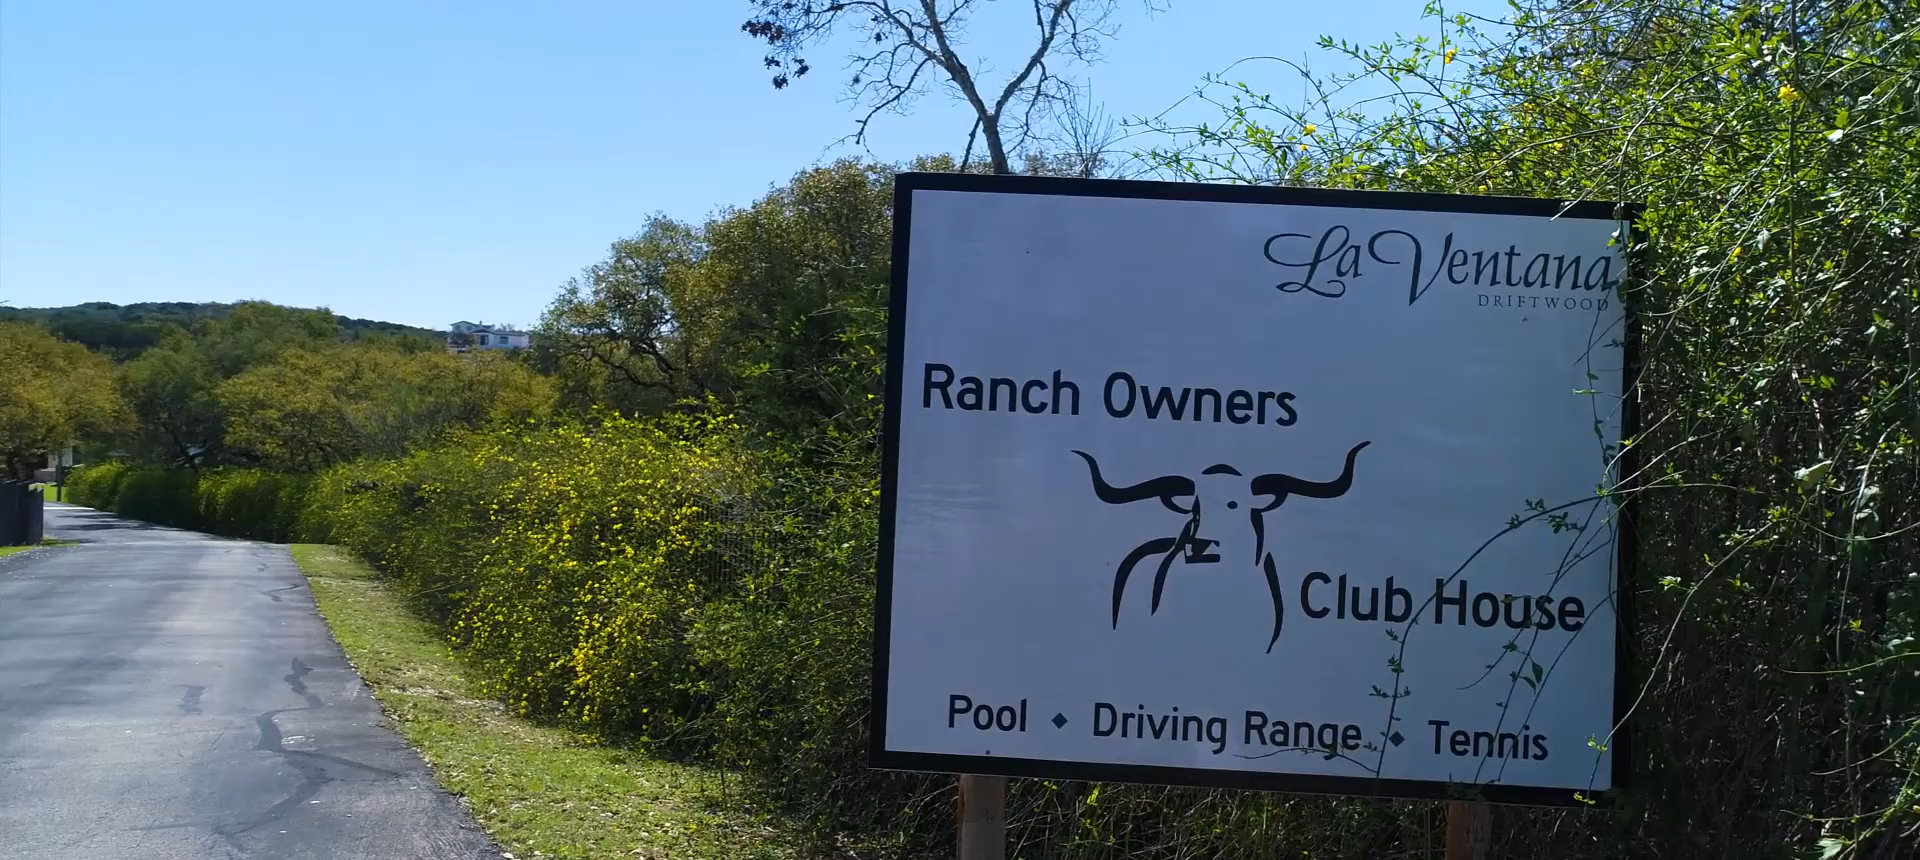 La Ventana
DRIFTWOOD
Ranch Owners
Club House
Pool ◆ Driving Range ◆ Tennis